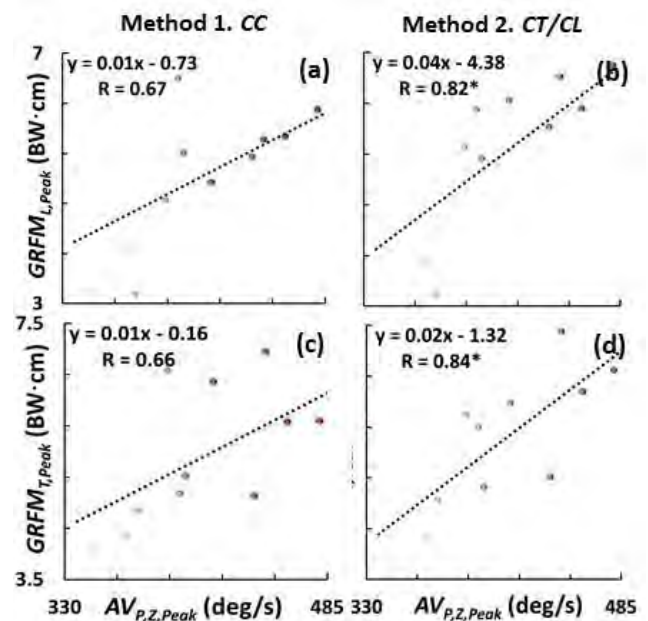 Method 1. CC
Method 2. CT/CL
7
y = 0.01x - 0.73
R = 0.67
(a)
y = 0.04x - 4.38
R = 0.82*
(b)
GRFM_L,Peak (BW·cm)
3
7.5
y = 0.01x - 0.16
R = 0.66
(c)
y = 0.02x - 1.32
R = 0.84*
(d)
GRFM_T,Peak (BW·cm)
3.5
330 AV_P,Z,Peak (deg/s) 485
330 AV_P,Z,Peak (deg/s) 485